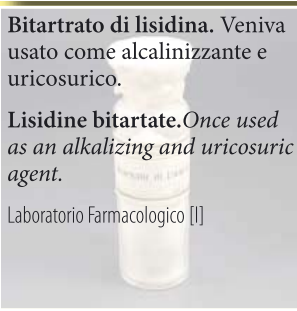 Bitartrato di lisidina. Veniva
usato come alcalinizzante e
uricosurico.
Lisidine bitartate.Once used
as an alkalizing and uricosuric
agent.
Laboratorio Farmacologico [I]